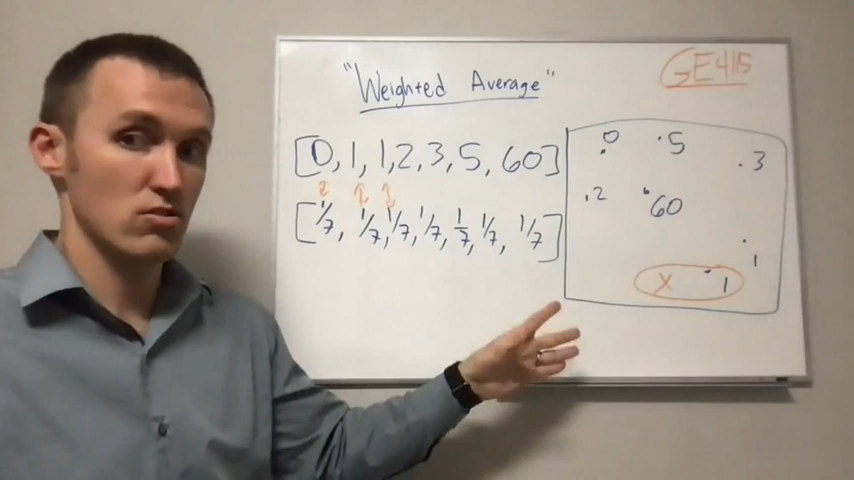 "Weighted Average"
GE4115
[0, 1, 1, 2, 3, 5, 60]
[1/7, 1/7, 1/7, 1/7, 1/7, 1/7, 1/7]
0
5
3
2
60
1
X 1